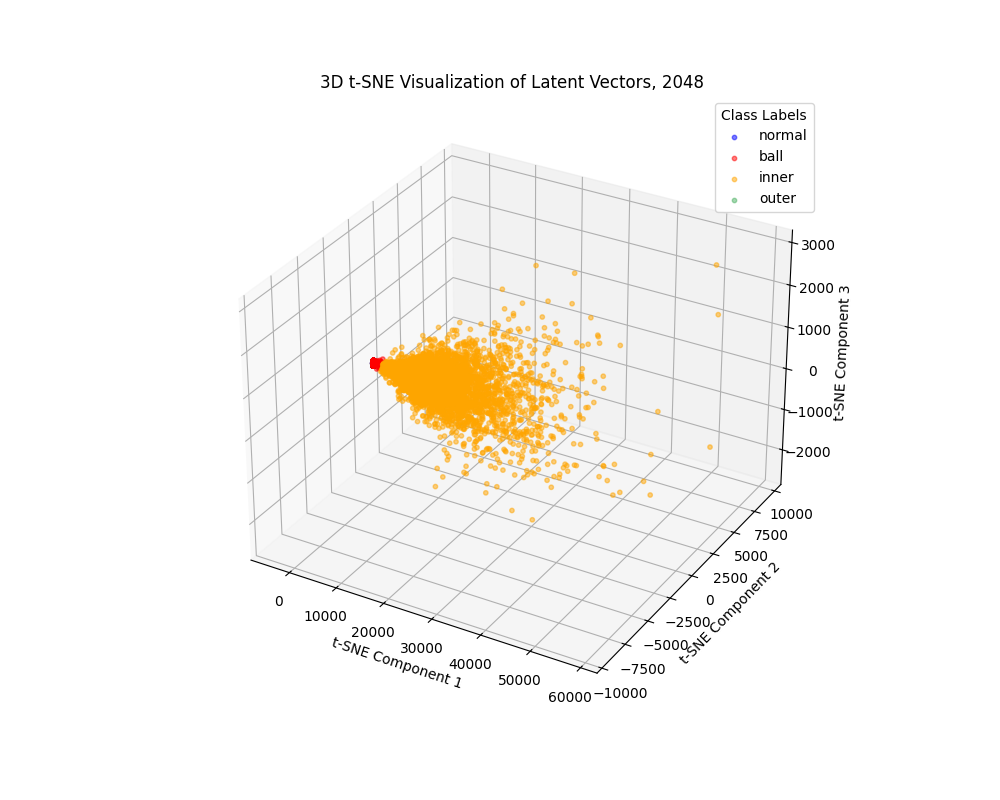 3D t-SNE Visualization of Latent Vectors, 2048
Class Labels
normal
ball
inner
outer
3000
2000
1000
0
−1000
−2000
t-SNE Component 3
10000
7500
5000
2500
0
−2500
−5000
−7500
−10000
t-SNE Component 2
0
10000
20000
30000
40000
50000
60000
t-SNE Component 1